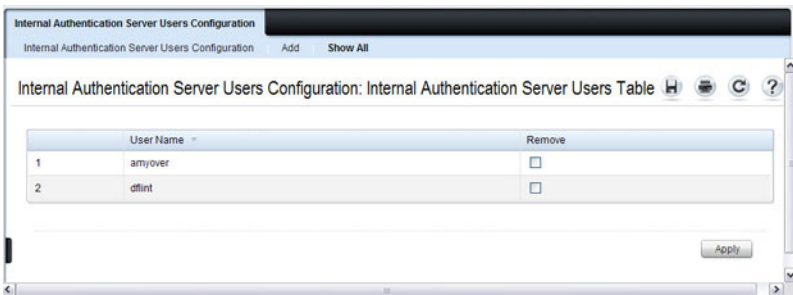 Internal Authentication Server Users Configuration
Internal Authentication Server Users Configuration Add Show All
Internal Authentication Server Users Configuration: Internal Authentication Server Users Table
User Name Remove
1 amyover
2 dflint
Apply